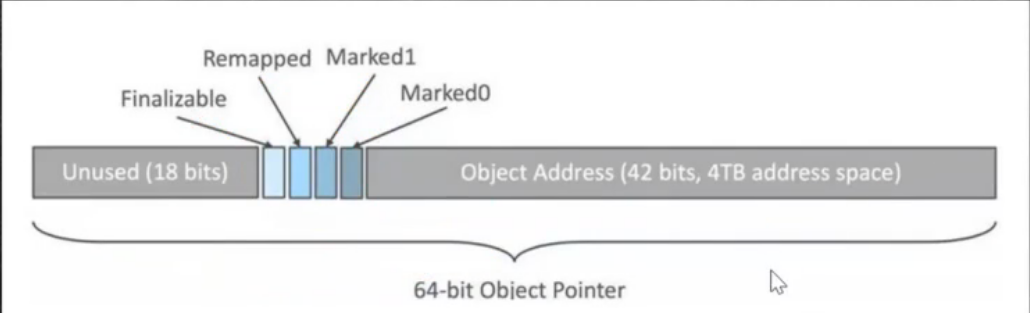 Remapped Marked1
Finalizable
Marked0
Unused (18 bits)
Object Address (42 bits, 4TB address space)
64-bit Object Pointer